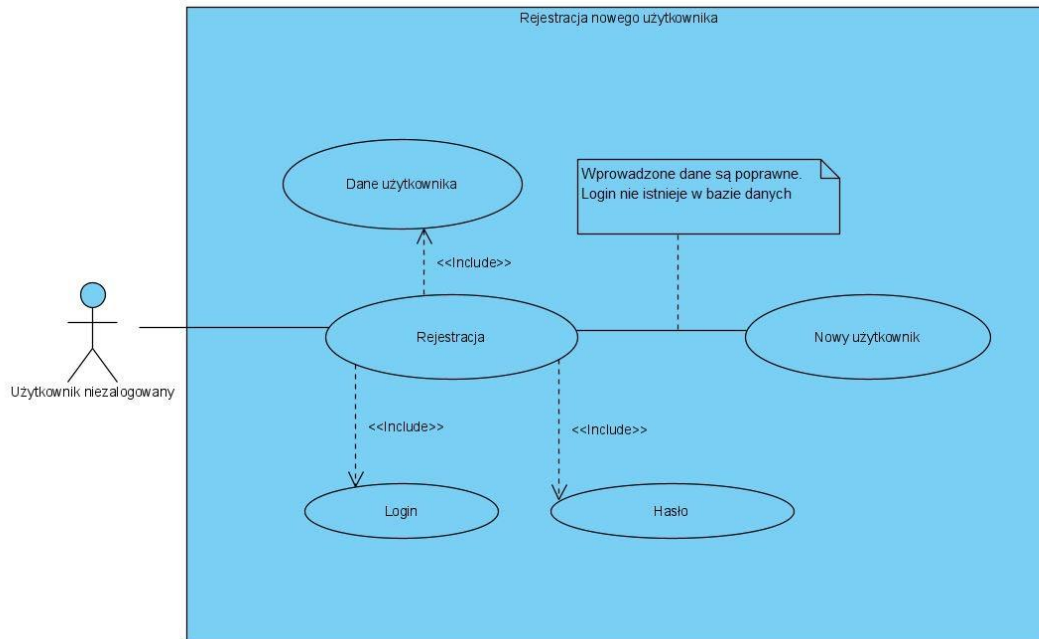 Rejestracja nowego użytkownika
Dane użytkownika
Wprowadzone dane są poprawne.
Login nie istnieje w bazie danych
<<Include>>
Rejestracja
Nowy użytkownik
Użytkownik niezalogowany
<<Include>>
<<Include>>
Login
Hasło